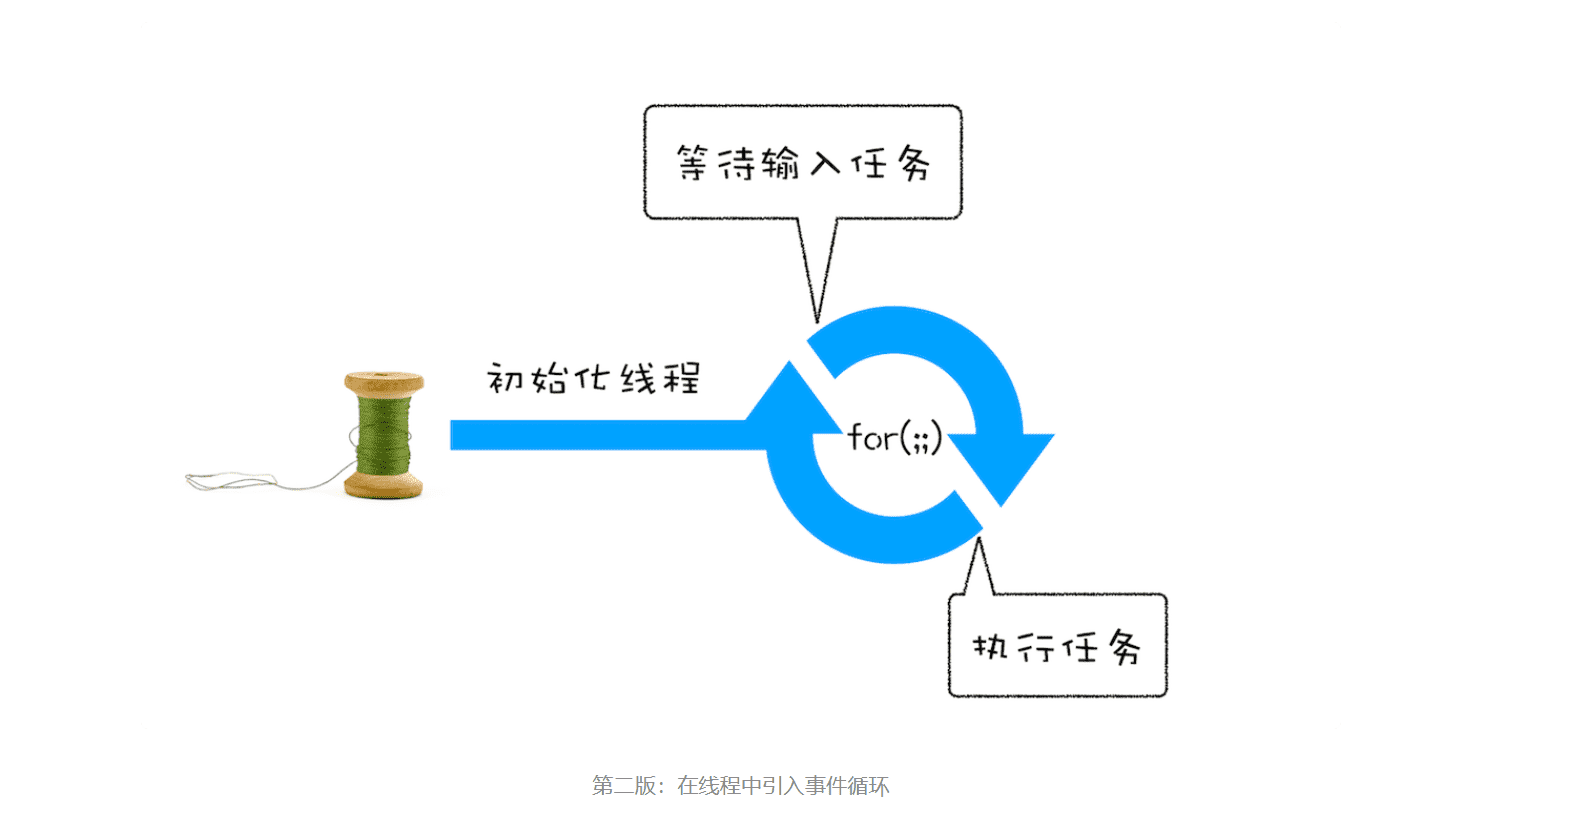 等待输入任务
初始化线程
for(;;)
执行任务
第二版：在线程中引入事件循环